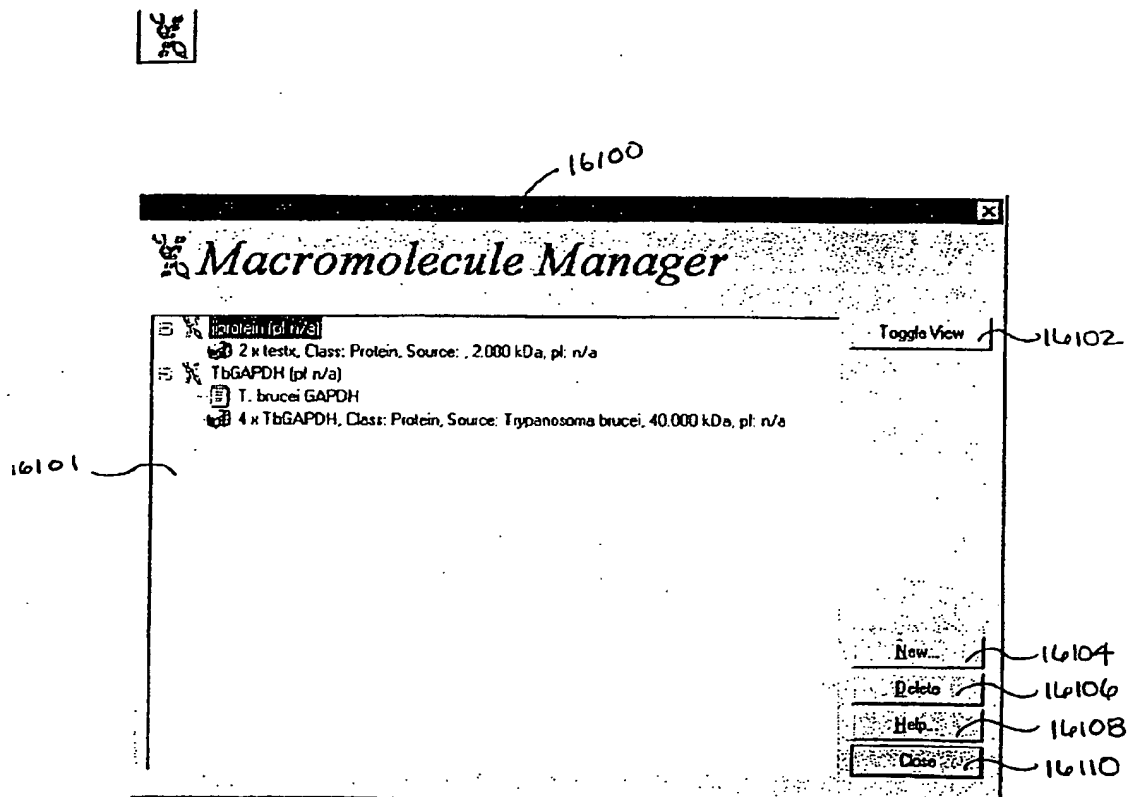 16100
Macromolecule Manager
(pI n/a)
2 x testx, Class: Protein, Source: , 2.000 kDa, pI: n/a
TbGAPDH (pI n/a)
T. brucei GAPDH
4 x TbGAPDH, Class: Protein, Source: Trypanosoma brucei, 40.000 kDa, pI: n/a
Toggle View
16102
16101
New...
16104
Delete
16106
Help...
16108
Close
16110